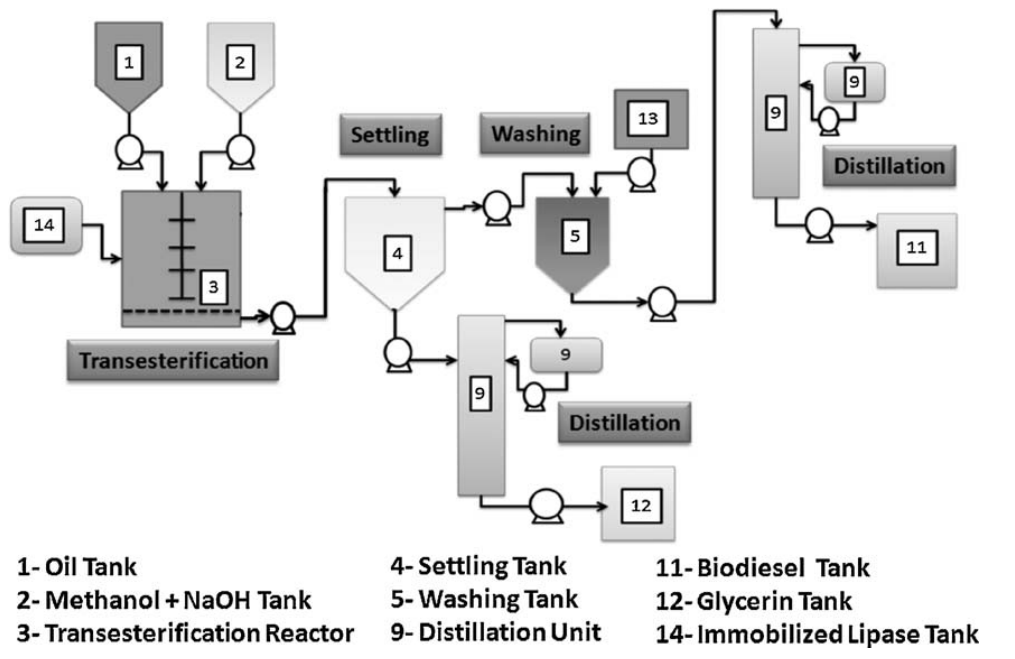 1
2
13
9
9
Settling
Washing
Distillation
14
3
4
5
11
Transesterification
9
9
Distillation
12
1- Oil Tank
2- Methanol + NaOH Tank
3- Transesterification Reactor
4- Settling Tank
5- Washing Tank
9- Distillation Unit
11- Biodiesel Tank
12- Glycerin Tank
14- Immobilized Lipase Tank